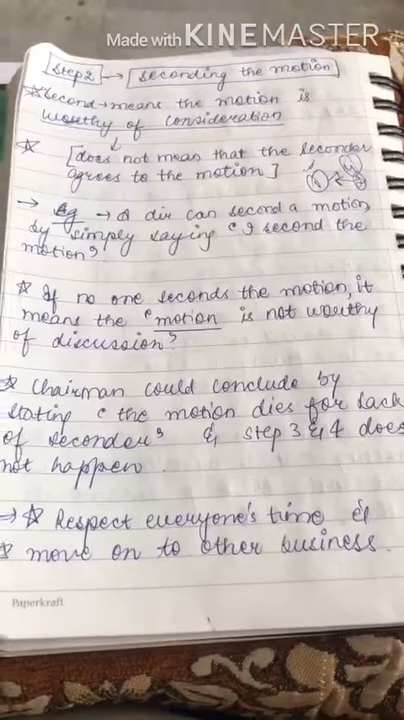 Made with KINEMASTER
Step 2 → seconding the motion
☆ Second → means the motion is
worthy of consideration
↓
☆ [does not mean that the seconder
agrees to the motion]
→ Eg → A dir can second a motion
by simply saying "I second the
motion"
☆ If no one seconds the motion, it
means the "motion is not worthy
of discussion"
☆ Chairman could conclude by
stating "the motion dies for lack
of seconder" & step 3 & 4 does
not happen.
→ ☆ Respect everyone's time &
☆ move on to other business.
Paperkraft